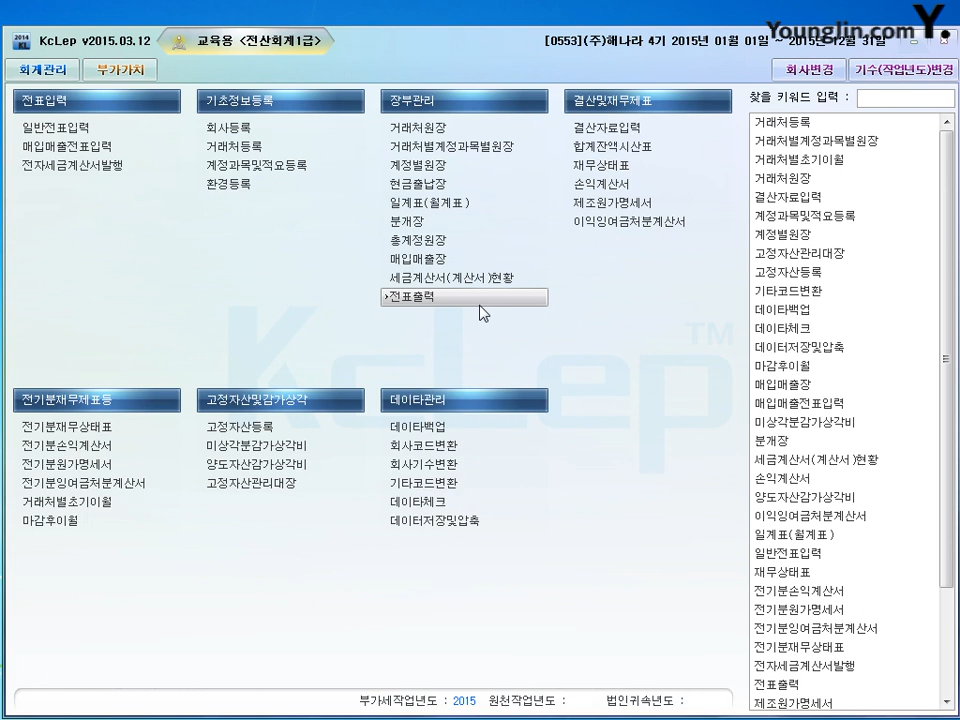 Younglin.com Y.
KcLep v2015.03.12
교육용 <전산회계1급>
[0553](주)해나라 4기 2015년 01월 01일 ~ 2015년 12월 31일
회계관리
부가가치
회사변경
기수(작업년도)변경
전표입력
일반전표입력
매입매출전표입력
전자세금계산서발행
기초정보등록
회사등록
거래처등록
계정과목및적요등록
환경등록
장부관리
거래처원장
거래처별계정과목별원장
계정별원장
현금출납장
일계표(월계표)
분개장
총계정원장
매입매출장
세금계산서(계산서)현황
›전표출력
결산및재무제표
결산자료입력
합계잔액시산표
재무상태표
손익계산서
제조원가명세서
이익잉여금처분계산서
전기분재무제표등
전기분재무상태표
전기분손익계산서
전기분원가명세서
전기분잉여금처분계산서
거래처별초기이월
마감후이월
고정자산및감가상각
고정자산등록
미상각분감가상각비
양도자산감가상각비
고정자산관리대장
데이타관리
데이타백업
회사코드변환
회사기수변환
기타코드변환
데이타체크
데이터저장및압축
찾을 키워드 입력 :
거래처등록
거래처별계정과목별원장
거래처별초기이월
거래처원장
결산자료입력
계정과목및적요등록
계정별원장
고정자산관리대장
고정자산등록
기타코드변환
데이타백업
데이타체크
데이터저장및압축
마감후이월
매입매출장
매입매출전표입력
미상각분감가상각비
분개장
세금계산서(계산서)현황
손익계산서
양도자산감가상각비
이익잉여금처분계산서
일계표(월계표)
일반전표입력
재무상태표
전기분손익계산서
전기분원가명세서
전기분잉여금처분계산서
전기분재무상태표
전자세금계산서발행
전표출력
제조원가명세서
KcLep™
부가세작업년도 : 2015 원천작업년도 : 법인귀속년도 :